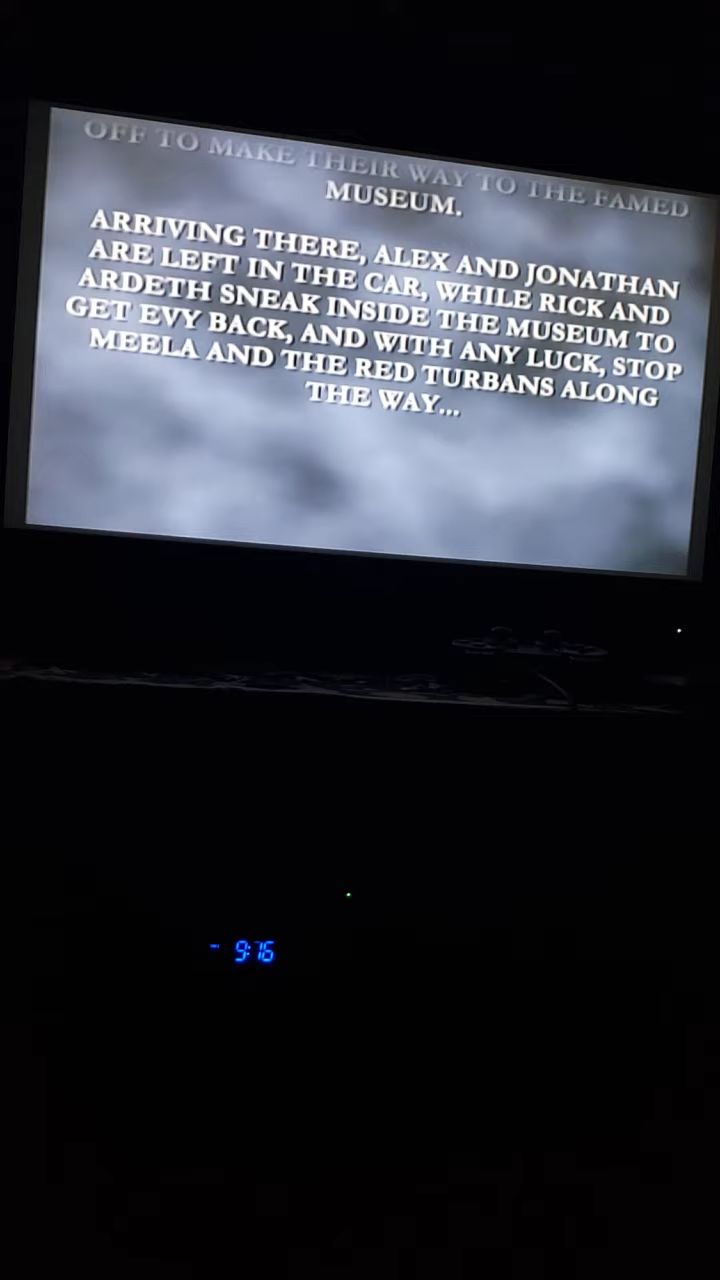 OFF TO MAKE THEIR WAY TO THE FAMED
MUSEUM.
ARRIVING THERE, ALEX AND JONATHAN
ARE LEFT IN THE CAR, WHILE RICK AND
ARDETH SNEAK INSIDE THE MUSEUM TO
GET EVY BACK, AND WITH ANY LUCK, STOP
MEELA AND THE RED TURBANS ALONG
THE WAY...
9:16